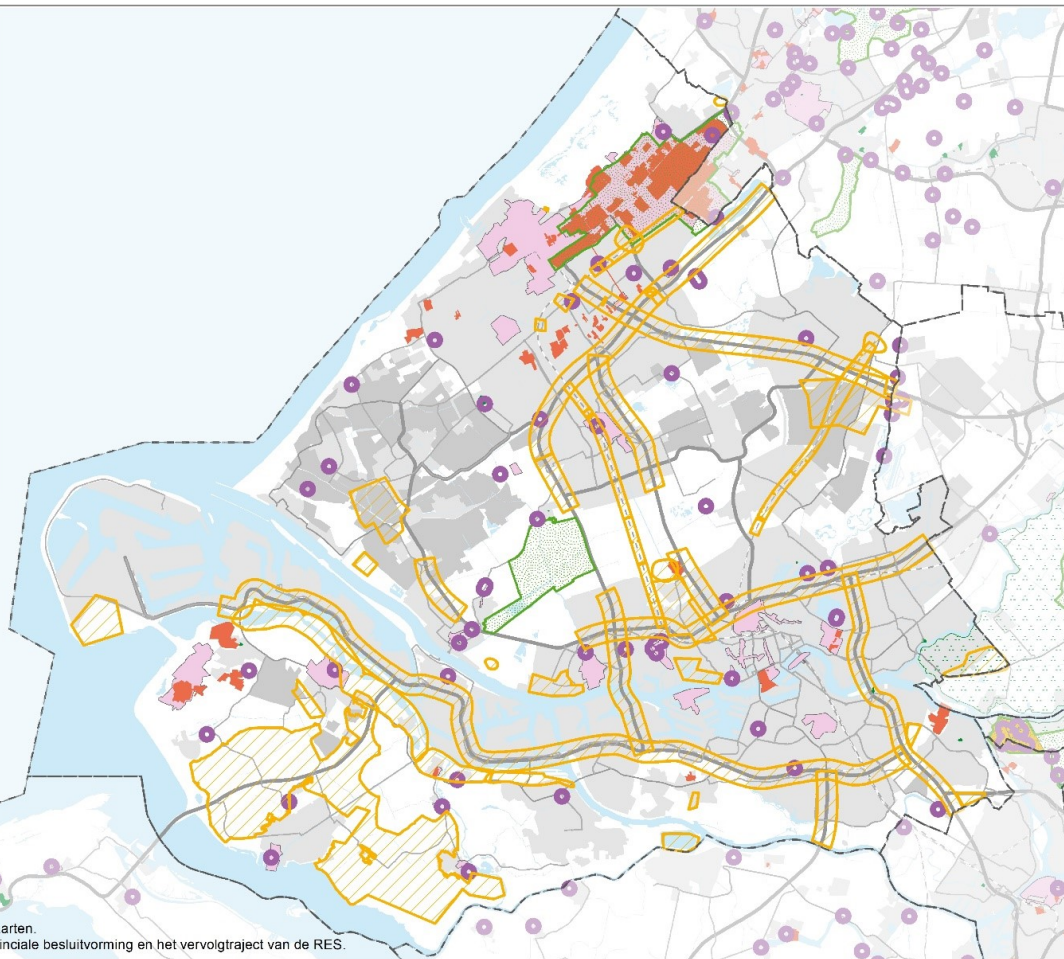 arten.
inciale besluitvorming en het vervolgtraject van de RES.